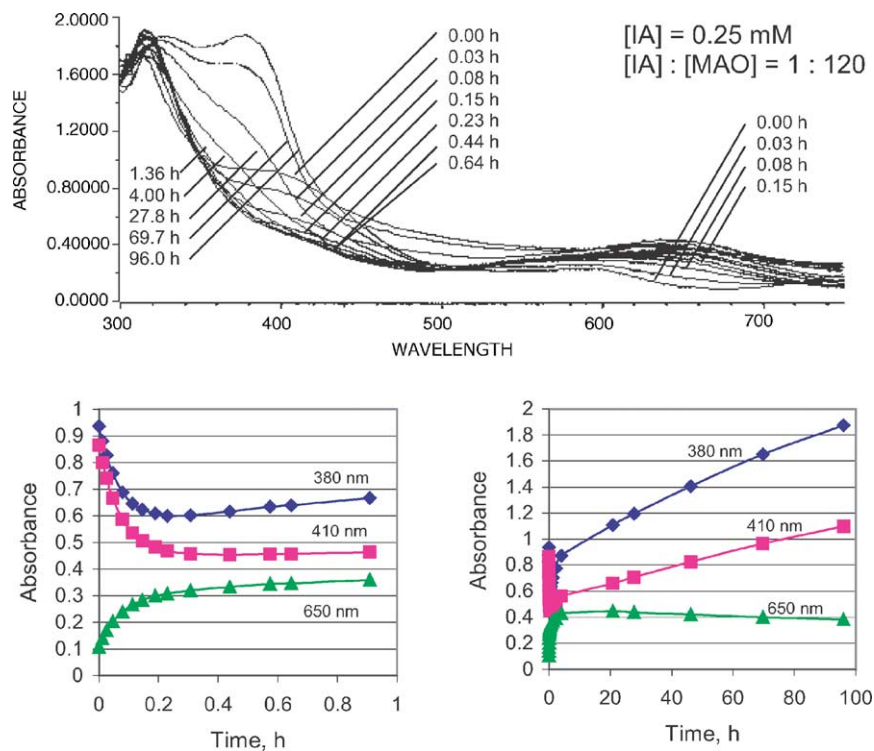 2.0000
1.6000
1.2000
0.80000
0.40000
0.0000
ABSORBANCE
300
400
500
600
700
WAVELENGTH
[IA] = 0.25 mM
[IA] : [MAO] = 1 : 120
0.00 h
0.03 h
0.08 h
0.15 h
0.23 h
0.44 h
0.64 h
0.00 h
0.03 h
0.08 h
0.15 h
1.36 h
4.00 h
27.8 h
69.7 h
96.0 h
1
0.9
0.8
0.7
0.6
0.5
0.4
0.3
0.2
0.1
0
Absorbance
380 nm
410 nm
650 nm
0
0.2
0.4
0.6
0.8
1
Time, h
2
1.8
1.6
1.4
1.2
1
0.8
0.6
0.4
0.2
0
Absorbance
380 nm
410 nm
650 nm
0
20
40
60
80
100
Time, h